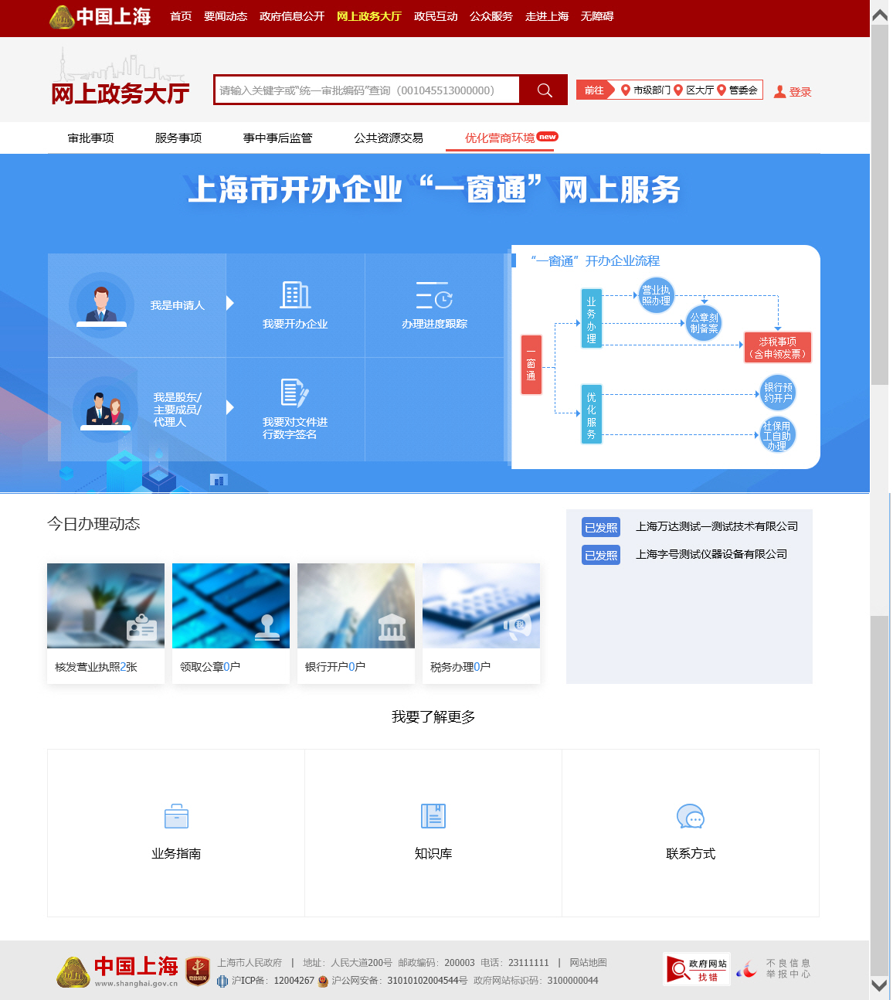 中国上海 首页 要闻动态 政府信息公开 网上政务大厅 政民互动 公众服务 走进上海 无障碍
网上政务大厅
请输入关键字或“统一审批编码”查询（001045513000000）
前往 市级部门 区大厅 管委会 登录
审批事项 服务事项 事中事后监管 公共资源交易 优化营商环境 new
上海市开办企业“一窗通”网上服务
我是申请人
我要开办企业
办理进度跟踪
我是股东/
主要成员/
代理人
我要对文件进
行数字签名
“一窗通”开办企业流程
一窗通
业务办理
营业执
照办理
公章刻
制备案
涉税事项
（含申领发票）
优化服务
银行预
约开户
社保用
工自助
办理
今日办理动态
已发照 上海万达测试一测试技术有限公司
已发照 上海字号测试仪器设备有限公司
税
核发营业执照2张 领取公章0户 银行开户0户 税务办理0户
我要了解更多
业务指南 知识库 联系方式
中国上海
www.shanghai.gov.cn
党政机关
上海市人民政府 | 地址：人民大道200号 邮政编码：200003 电话：23111111 | 网站地图
沪ICP备：12004267 沪公网安备：31010102004544号 政府网站标识码：3100000044
政府网站
找错
不良信息
举报中心